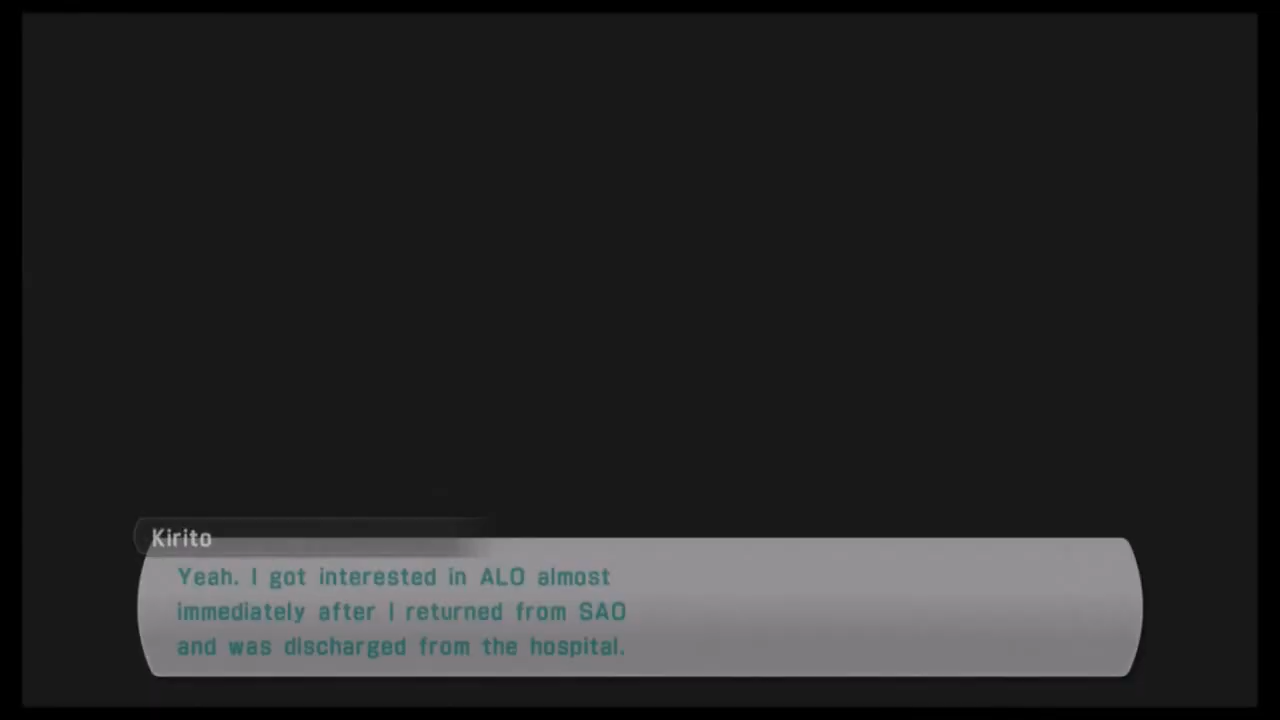 Kirito
Yeah. I got interested in ALO almost
immediately after I returned from SAO
and was discharged from the hospital.